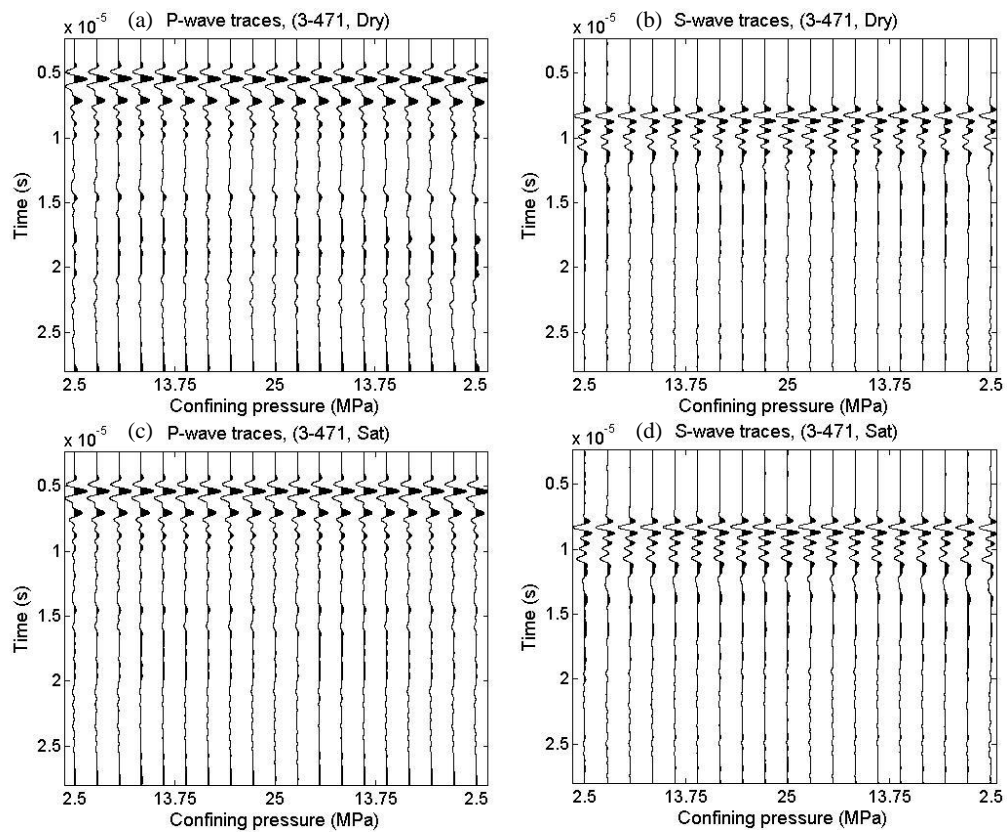 (a) P-wave traces, (3-471, Dry)
x 10^-5
0.5
1
1.5
2
2.5
Time (s)
2.5 13.75 25 13.75 2.5
Confining pressure (MPa)
(b) S-wave traces, (3-471, Dry)
x 10^-5
0.5
1
1.5
2
2.5
Time (s)
2.5 13.75 25 13.75 2.5
Confining pressure (MPa)
(c) P-wave traces, (3-471, Sat)
x 10^-5
0.5
1
1.5
2
2.5
Time (s)
2.5 13.75 25 13.75 2.5
Confining pressure (MPa)
(d) S-wave traces, (3-471, Sat)
x 10^-5
0.5
1
1.5
2
2.5
Time (s)
2.5 13.75 25 13.75 2.5
Confining pressure (MPa)